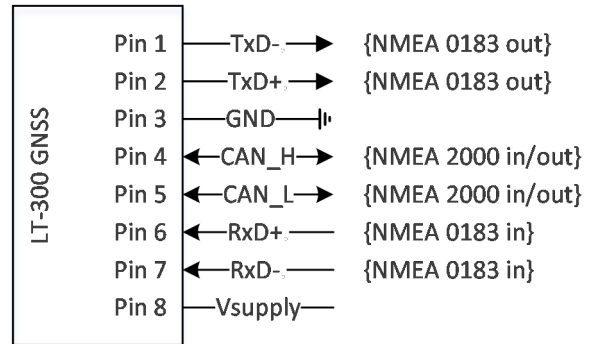 LT-300 GNSS
Pin 1 TxD- {NMEA 0183 out}
Pin 2 TxD+ {NMEA 0183 out}
Pin 3 GND
Pin 4 CAN_H {NMEA 2000 in/out}
Pin 5 CAN_L {NMEA 2000 in/out}
Pin 6 RxD+ {NMEA 0183 in}
Pin 7 RxD- {NMEA 0183 in}
Pin 8 Vsupply